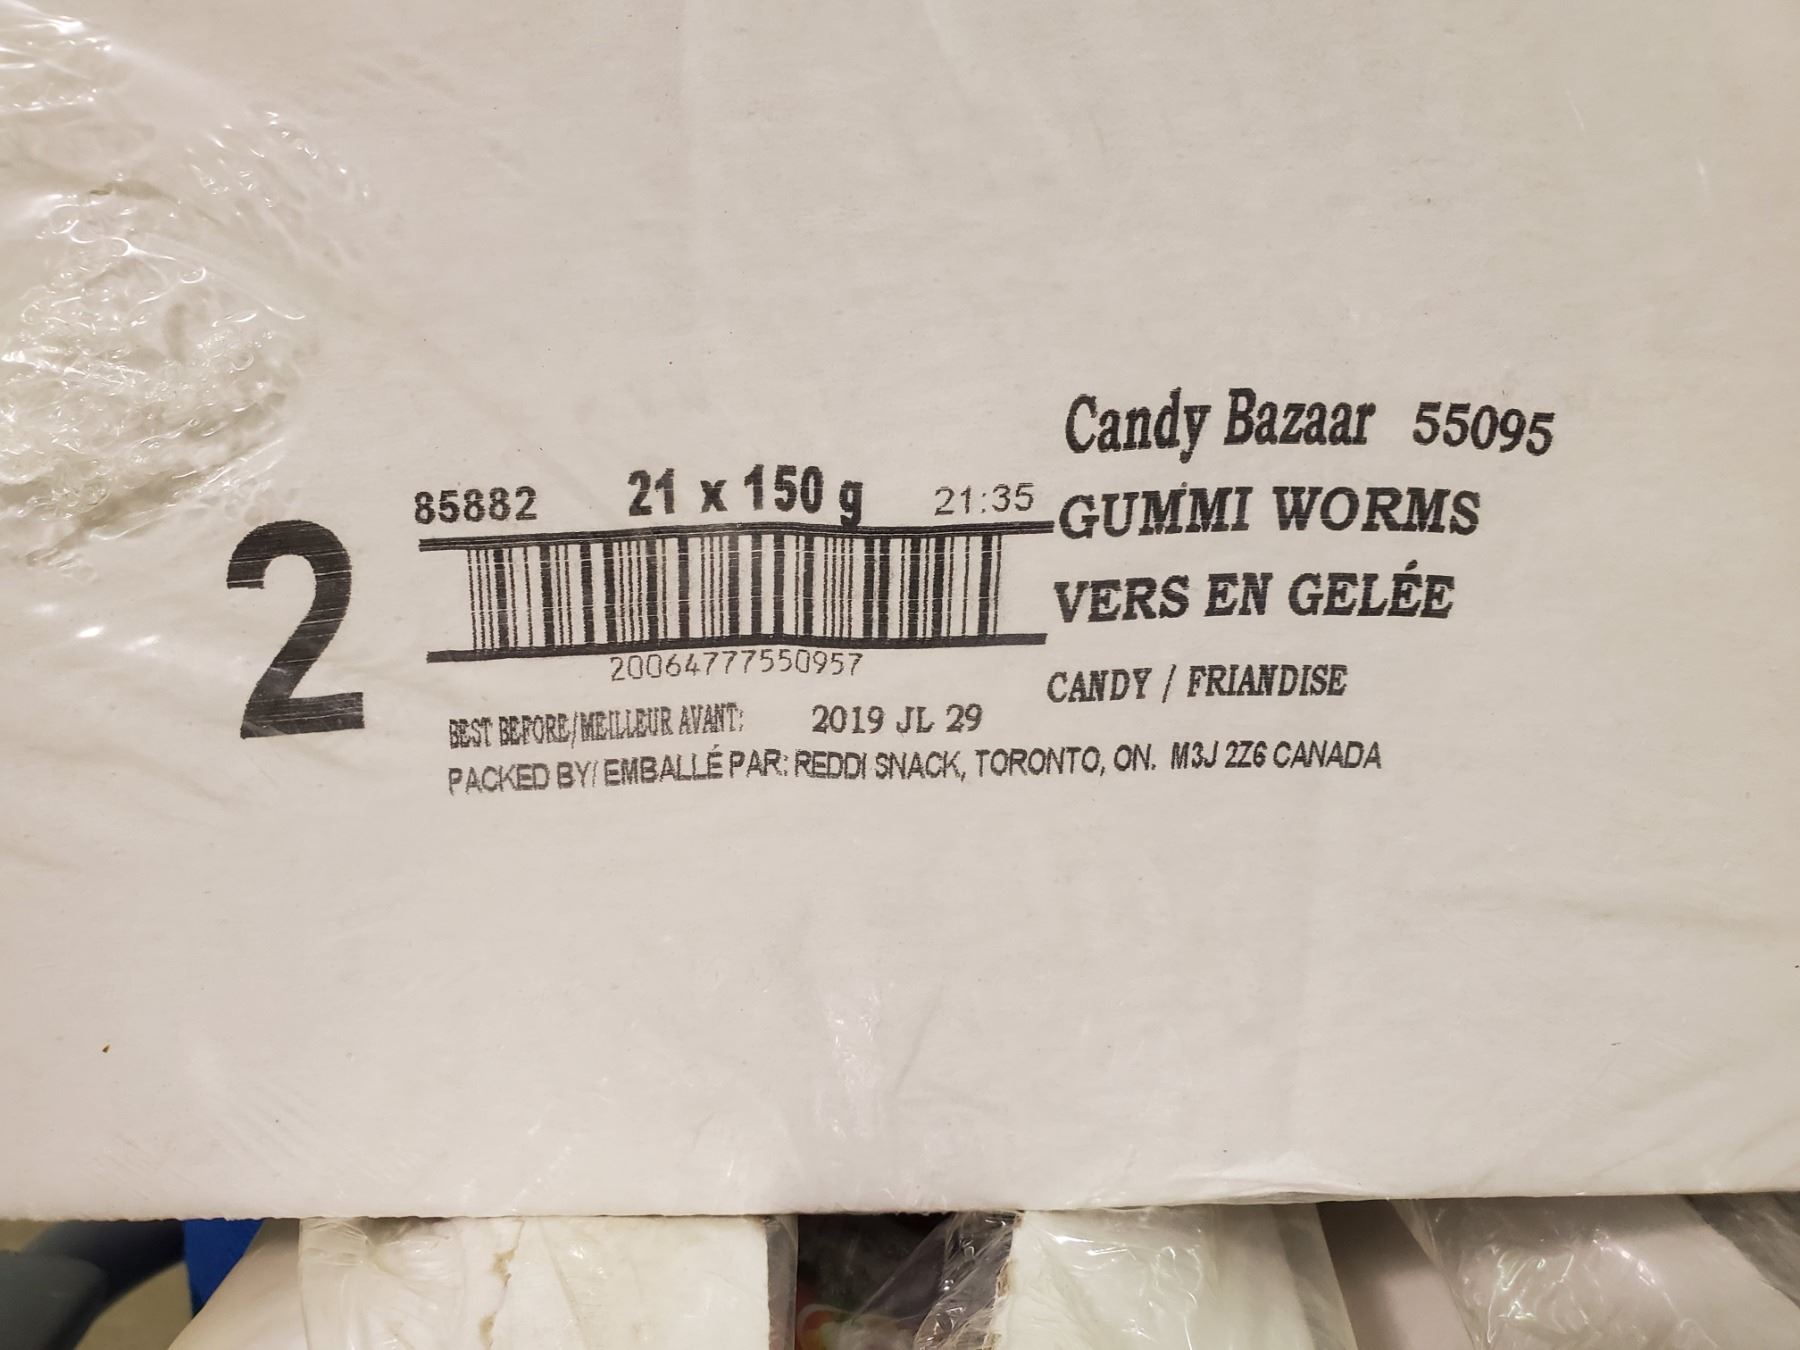 Candy Bazaar 55095
85882 21 x 150 g 21:35
GUMMI WORMS
2
VERS EN GELÉE
20064777550957
CANDY / FRIANDISE
BEST BEFORE/MEILLEUR AVANT: 2019 JL 29
PACKED BY/ EMBALLÉ PAR: REDDI SNACK, TORONTO, ON. M3J 2Z6 CANADA